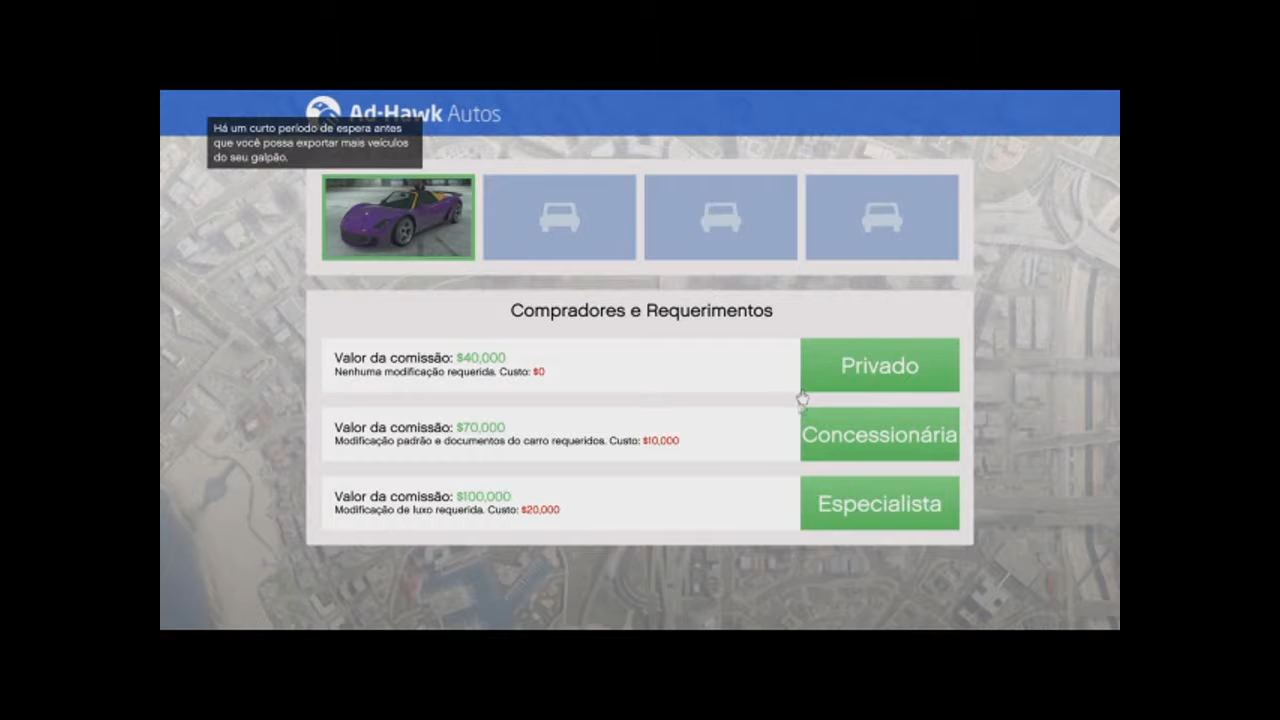 Ad-Hawk Autos
Há um curto período de espera antes
que você possa exportar mais veículos
do seu galpão.
Compradores e Requerimentos
Valor da comissão: $40,000
Nenhuma modificação requerida. Custo: $0
Privado
Valor da comissão: $70,000
Modificação padrão e documentos do carro requeridos. Custo: $10,000
Concessionária
Valor da comissão: $100,000
Modificação de luxo requerida. Custo: $20,000
Especialista